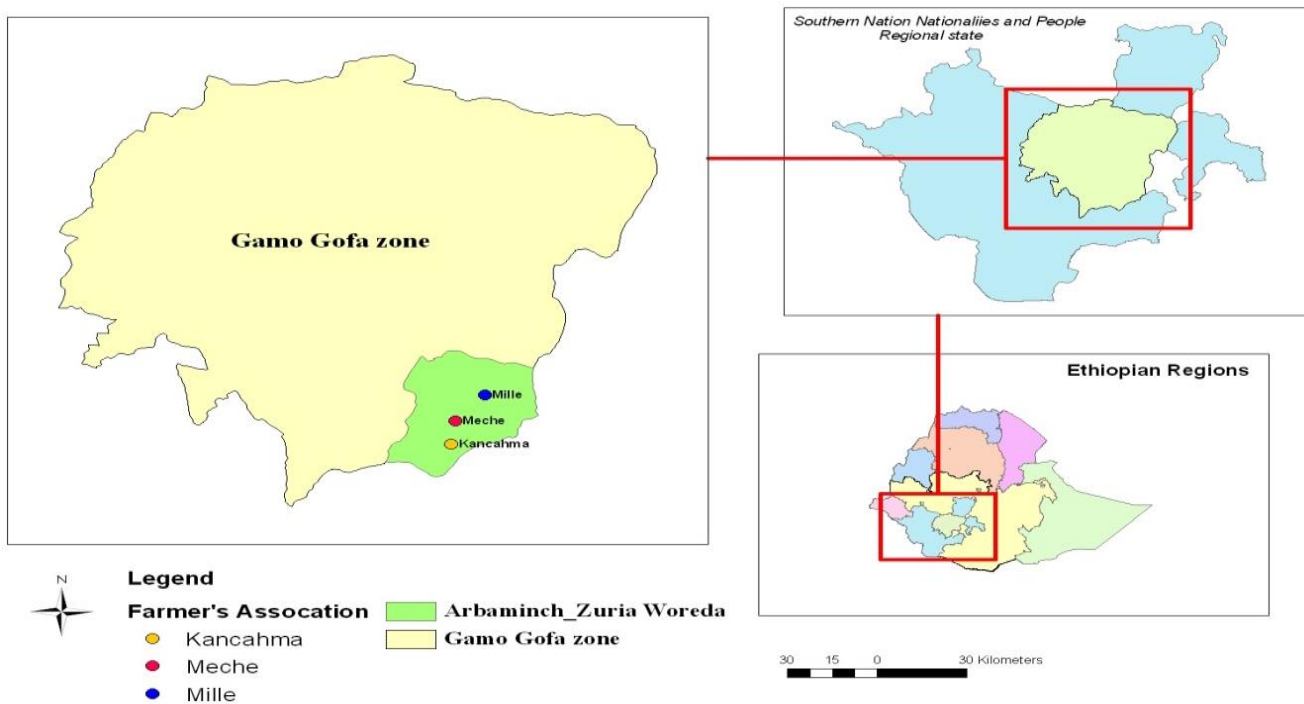 Southern Nation Nationaliies and People
Regional state
Gamo Gofa zone
Mille
Meche
Kancahma
Ethiopian Regions
N
Legend
Farmer's Assocation
Kancahma
Meche
Mille
Arbaminch_Zuria Woreda
Gamo Gofa zone
30 15 0 30 Kilometers